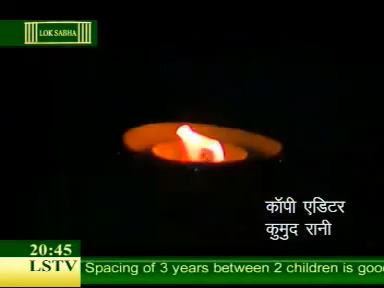 LOK SABHA
कॉपी एडिटर
कुमुद रानी
20:45
LSTV Spacing of 3 years between 2 children is good